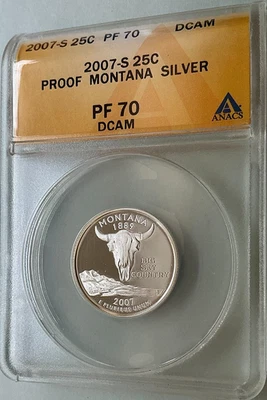 2007-S 25C PF 70 DCAM
2007-S 25C
PROOF MONTANA SILVER
PF 70
DCAM
ANACS
MONTANA
1889
BIG
SKY
COUNTRY
2007
E PLURIBUS UNUM